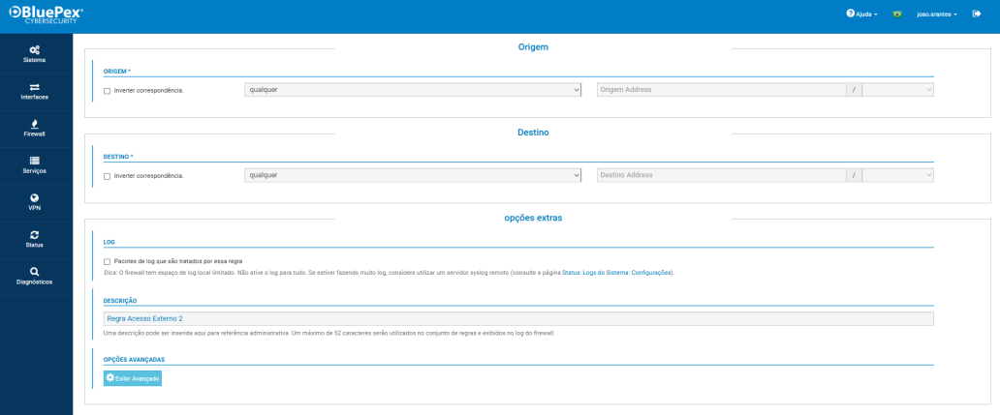 BluePex®
CYBERSECURITY
Ajuda
joao.arantes
Sistema
Interfaces
Firewall
Serviços
VPN
Status
Diagnósticos
Origem
ORIGEM *
Inverter correspondência.
qualquer
Origem Address
/
Destino
DESTINO *
Inverter correspondência.
qualquer
Destino Address
/
opções extras
LOG
Pacotes de log que são tratados por essa regra
Dica: O firewall tem espaço de log local limitado. Não ative o log para tudo. Se estiver fazendo muito log, considere utilizar um servidor syslog remoto (consulte a página Status: Logs do Sistema: Configurações).
DESCRIÇÃO
Regra Acesso Externo 2
Uma descrição pode ser inserida aqui para referência administrativa. Um máximo de 52 caracteres serão utilizados no conjunto de regras e exibidos no log do firewall.
OPÇÕES AVANÇADAS
Exibir Avançado